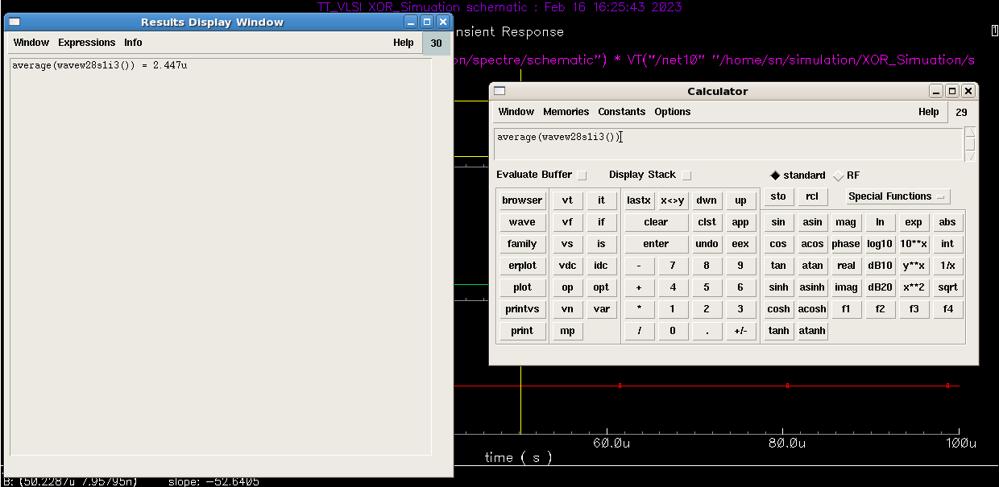 TT_VLSI XOR_Simuation schematic : Feb 16 16:25:43 2023
Results Display Window
Window Expressions Info Help 30
average(wavew28s1i3()) = 2.447u
nsient Response
on/spectre/schematic") * VT("/net10" "/home/sn/simulation/XOR_Simuation/s
Calculator
Window Memories Constants Options Help 29
average(wavew28s1i3())
Evaluate Buffer Display Stack standard RF
browser vt it lastx x<>y dwn up sto rcl Special Functions
wave vf if clear clst app sin asin mag ln exp abs
family vs is enter undo eex cos acos phase log10 10**x int
erplot vdc idc - 7 8 9 tan atan real dB10 y**x 1/x
plot op opt + 4 5 6 sinh asinh imag dB20 x**2 sqrt
printvs vn var * 1 2 3 cosh acosh f1 f2 f3 f4
print mp / 0 . +/- tanh atanh
60.0u 80.0u 100u
time ( s )
B: (50.2287u 7.95795n) slope: -52.6405
1